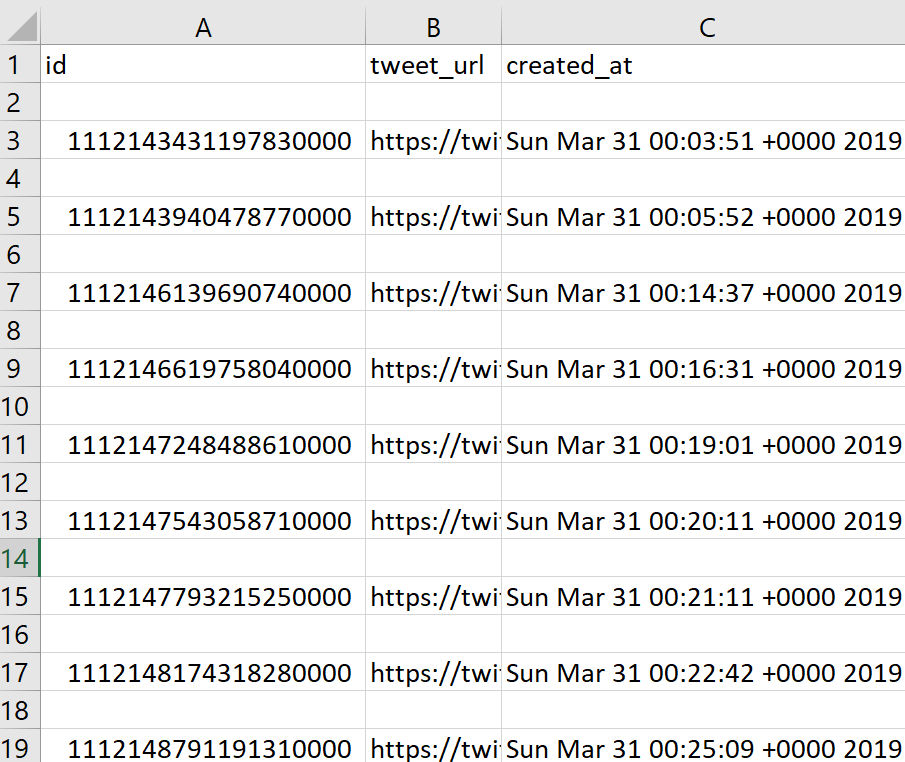 A B C
1 id tweet_url created_at
2
3 1112143431197830000 https://twi Sun Mar 31 00:03:51 +0000 2019
4
5 1112143940478770000 https://twi Sun Mar 31 00:05:52 +0000 2019
6
7 1112146139690740000 https://twi Sun Mar 31 00:14:37 +0000 2019
8
9 1112146619758040000 https://twi Sun Mar 31 00:16:31 +0000 2019
10
11 1112147248488610000 https://twi Sun Mar 31 00:19:01 +0000 2019
12
13 1112147543058710000 https://twi Sun Mar 31 00:20:11 +0000 2019
14
15 1112147793215250000 https://twi Sun Mar 31 00:21:11 +0000 2019
16
17 1112148174318280000 https://twi Sun Mar 31 00:22:42 +0000 2019
18
19 1112148791191310000 https://twi Sun Mar 31 00:25:09 +0000 2019